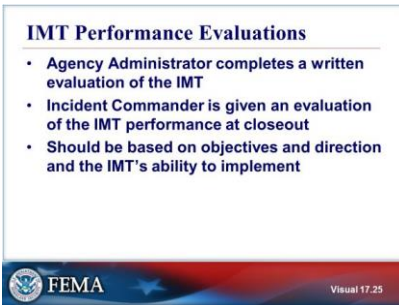 IMT Performance Evaluations
• Agency Administrator completes a written
evaluation of the IMT
• Incident Commander is given an evaluation
of the IMT performance at closeout
• Should be based on objectives and direction
and the IMT's ability to implement
FEMA
Visual 17.25